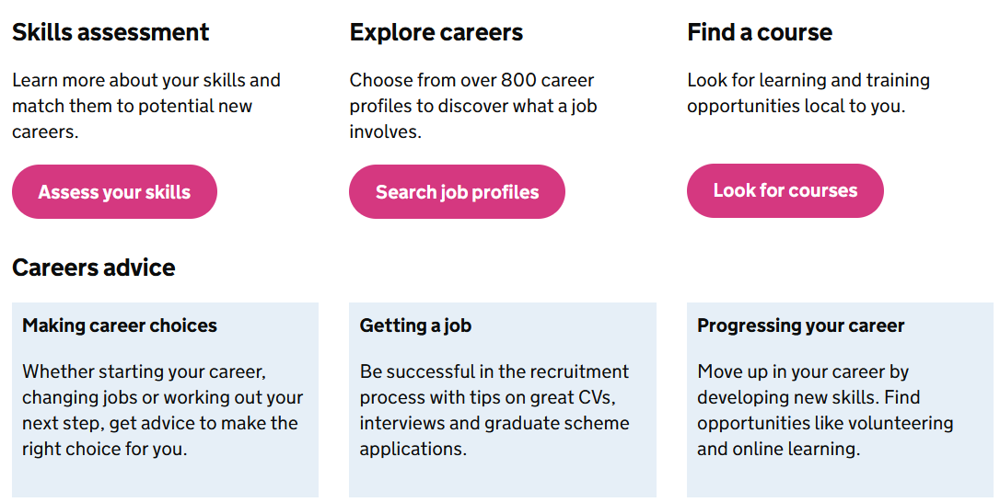 Skills assessment
Learn more about your skills and
match them to potential new
careers.
Assess your skills
Explore careers
Choose from over 800 career
profiles to discover what a job
involves.
Search job profiles
Find a course
Look for learning and training
opportunities local to you.
Look for courses
Careers advice
Making career choices
Whether starting your career,
changing jobs or working out your
next step, get advice to make the
right choice for you.
Getting a job
Be successful in the recruitment
process with tips on great CVs,
interviews and graduate scheme
applications.
Progressing your career
Move up in your career by
developing new skills. Find
opportunities like volunteering
and online learning.